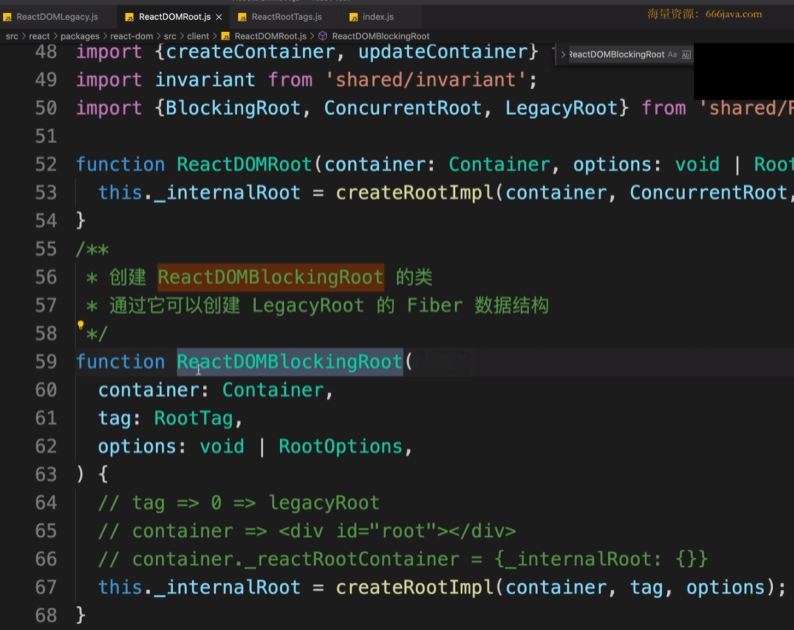 ReactDOMLegacy.js ReactDOMRoot.js × ReactRootTags.js index.js
海量资源：666java.com
src > react > packages > react-dom > src > client > ReactDOMRoot.js > ReactDOMBlockingRoot
ReactDOMBlockingRoot Aa Ab
48 import {createContainer, updateContainer}
49 import invariant from 'shared/invariant';
50 import {BlockingRoot, ConcurrentRoot, LegacyRoot} from 'shared/
51
52 function ReactDOMRoot(container: Container, options: void | Root
53 this._internalRoot = createRootImpl(container, ConcurrentRoot,
54 }
55 /**
56 * 创建 ReactDOMBlockingRoot 的类
57 * 通过它可以创建 LegacyRoot 的 Fiber 数据结构
58 */
59 function ReactDOMBlockingRoot(
60 container: Container,
61 tag: RootTag,
62 options: void | RootOptions,
63 ) {
64 // tag => 0 => legacyRoot
65 // container => <div id="root"></div>
66 // container._reactRootContainer = {_internalRoot: {}}
67 this._internalRoot = createRootImpl(container, tag, options);
68 }